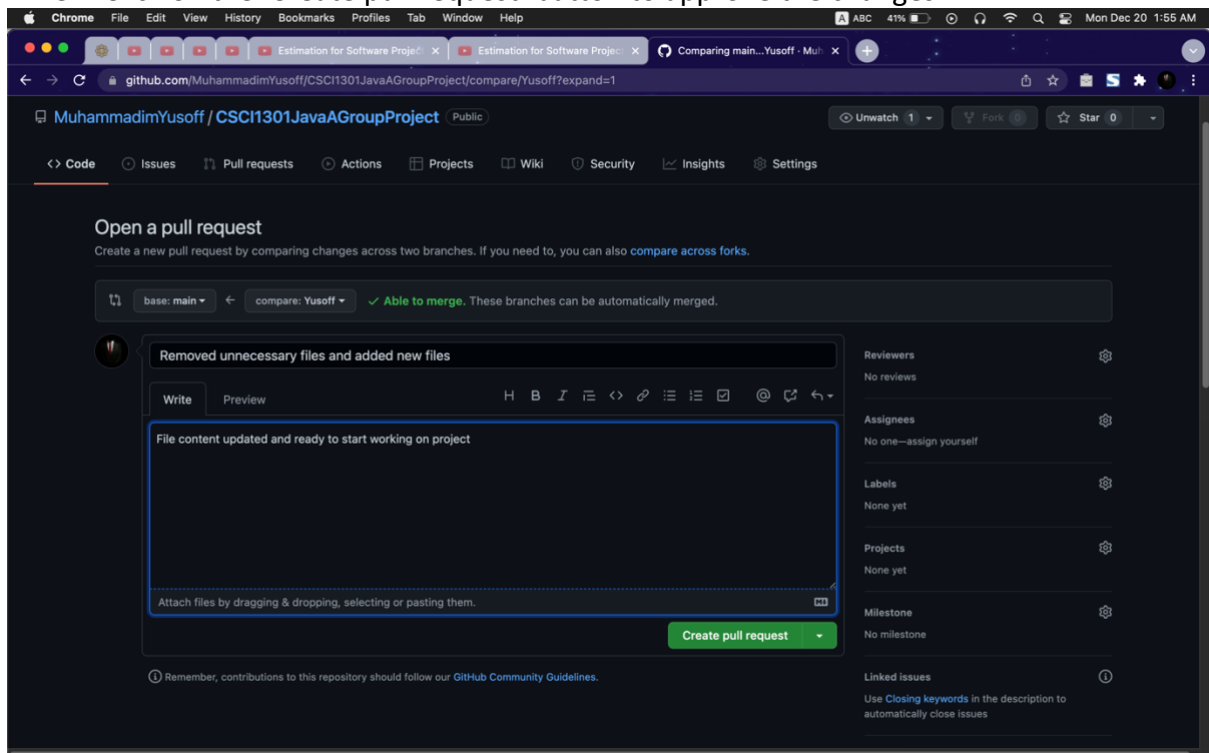 Chrome File Edit View History Bookmarks Profiles Tab Window Help A ABC 41% Mon Dec 20 1:55 AM
Estimation for Software Projec Estimation for Software Projec Comparing main...Yusoff · Muh
github.com/MuhammadimYusoff/CSCI1301JavaAGroupProject/compare/Yusoff?expand=1
MuhammadimYusoff / CSCI1301JavaAGroupProject Public Unwatch 1 Fork 0 Star 0
Code Issues Pull requests Actions Projects Wiki Security Insights Settings
Open a pull request
Create a new pull request by comparing changes across two branches. If you need to, you can also compare across forks.
base: main ← compare: Yusoff ✓ Able to merge. These branches can be automatically merged.
Removed unnecessary files and added new files
Write Preview
File content updated and ready to start working on project
Attach files by dragging & dropping, selecting or pasting them.
Create pull request
Remember, contributions to this repository should follow our GitHub Community Guidelines.
Reviewers
No reviews
Assignees
No one—assign yourself
Labels
None yet
Projects
None yet
Milestone
No milestone
Linked issues
Use Closing keywords in the description to
automatically close issues